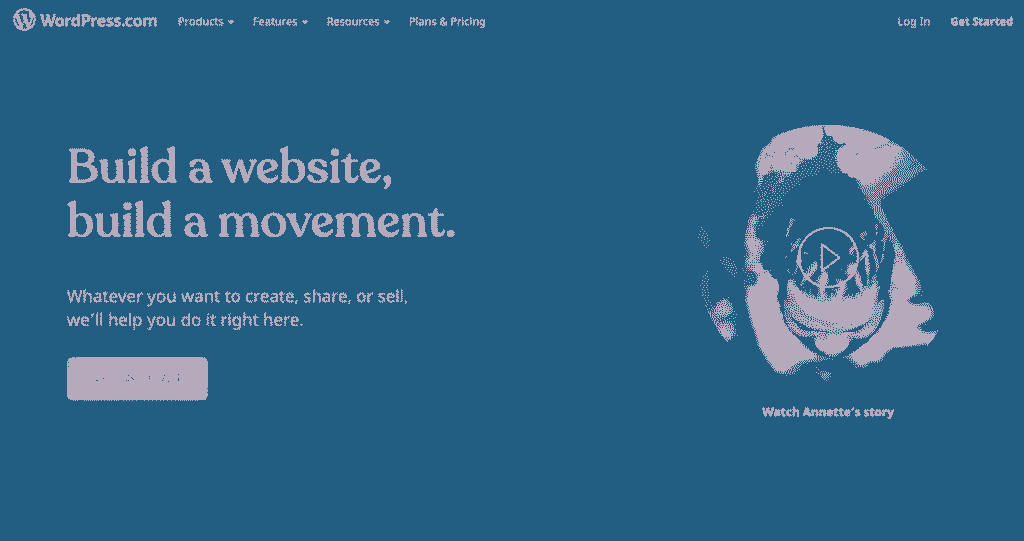 WordPress.com Products Features Resources Plans & Pricing Log In Get Started
Build a website,
build a movement.
Whatever you want to create, share, or sell,
we'll help you do it right here.
Watch Annette's story